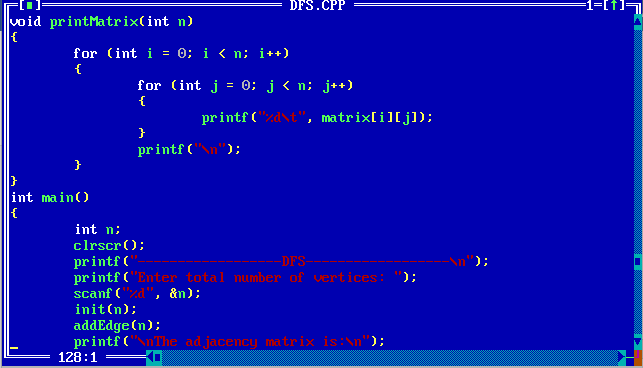 DFS.CPP 1=[↑]
void printMatrix(int n)
{
for (int i = 0; i < n; i++)
{
for (int j = 0; j < n; j++)
{
printf("%d\t", matrix[i][j]);
}
printf("\n");
}
}
int main()
{
int n;
clrscr();
printf("-------------------DFS-------------------\n");
printf("Enter total number of vertices: ");
scanf("%d", &n);
init(n);
addEdge(n);
printf("\nThe adjacency matrix is:\n");
128:1